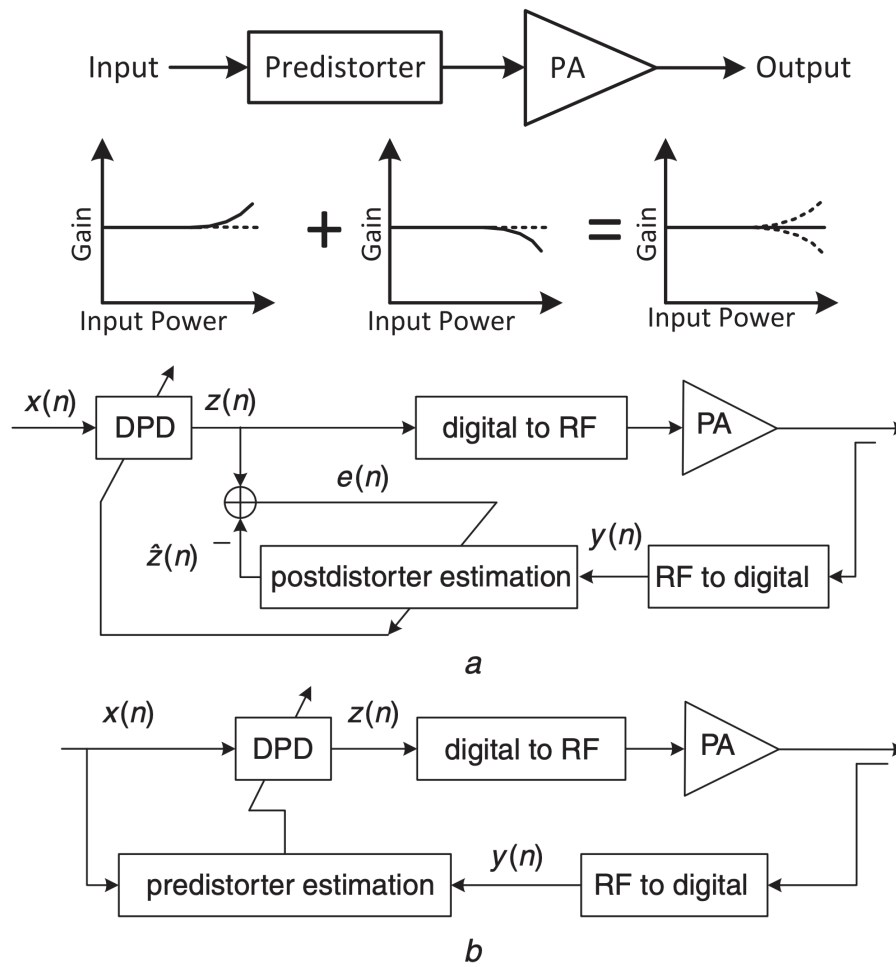 Input Predistorter PA Output
Gain Gain Gain
+ =
Input Power Input Power Input Power
x(n) DPD z(n) digital to RF PA
e(n)
ẑ(n) − postdistorter estimation y(n) RF to digital
a
x(n) DPD z(n) digital to RF PA
predistorter estimation y(n) RF to digital
b